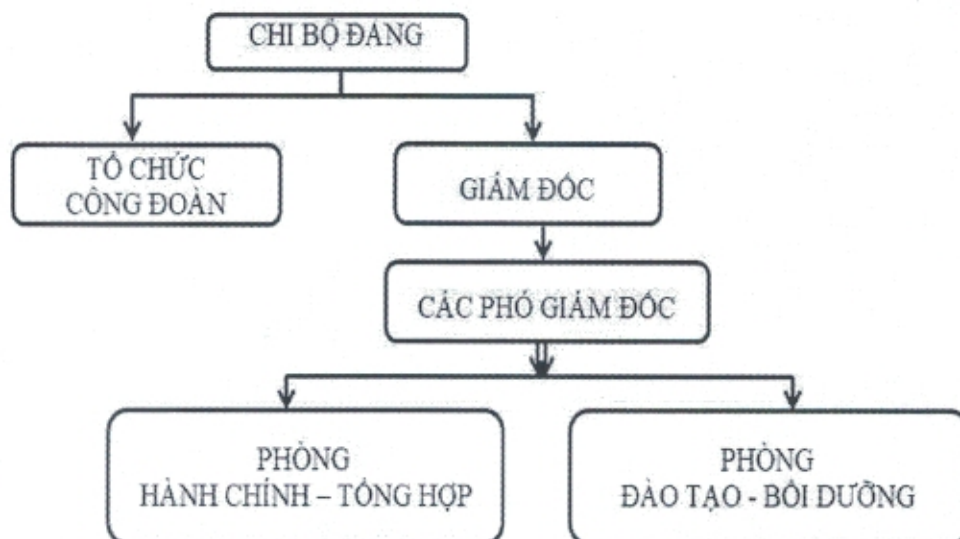 CHI BỘ ĐẢNG
TỔ CHỨC
CÔNG ĐOÀN
GIÁM ĐỐC
CÁC PHÓ GIÁM ĐỐC
PHÒNG
HÀNH CHÍNH – TỔNG HỢP
PHÒNG
ĐÀO TẠO - BỒI DƯỠNG